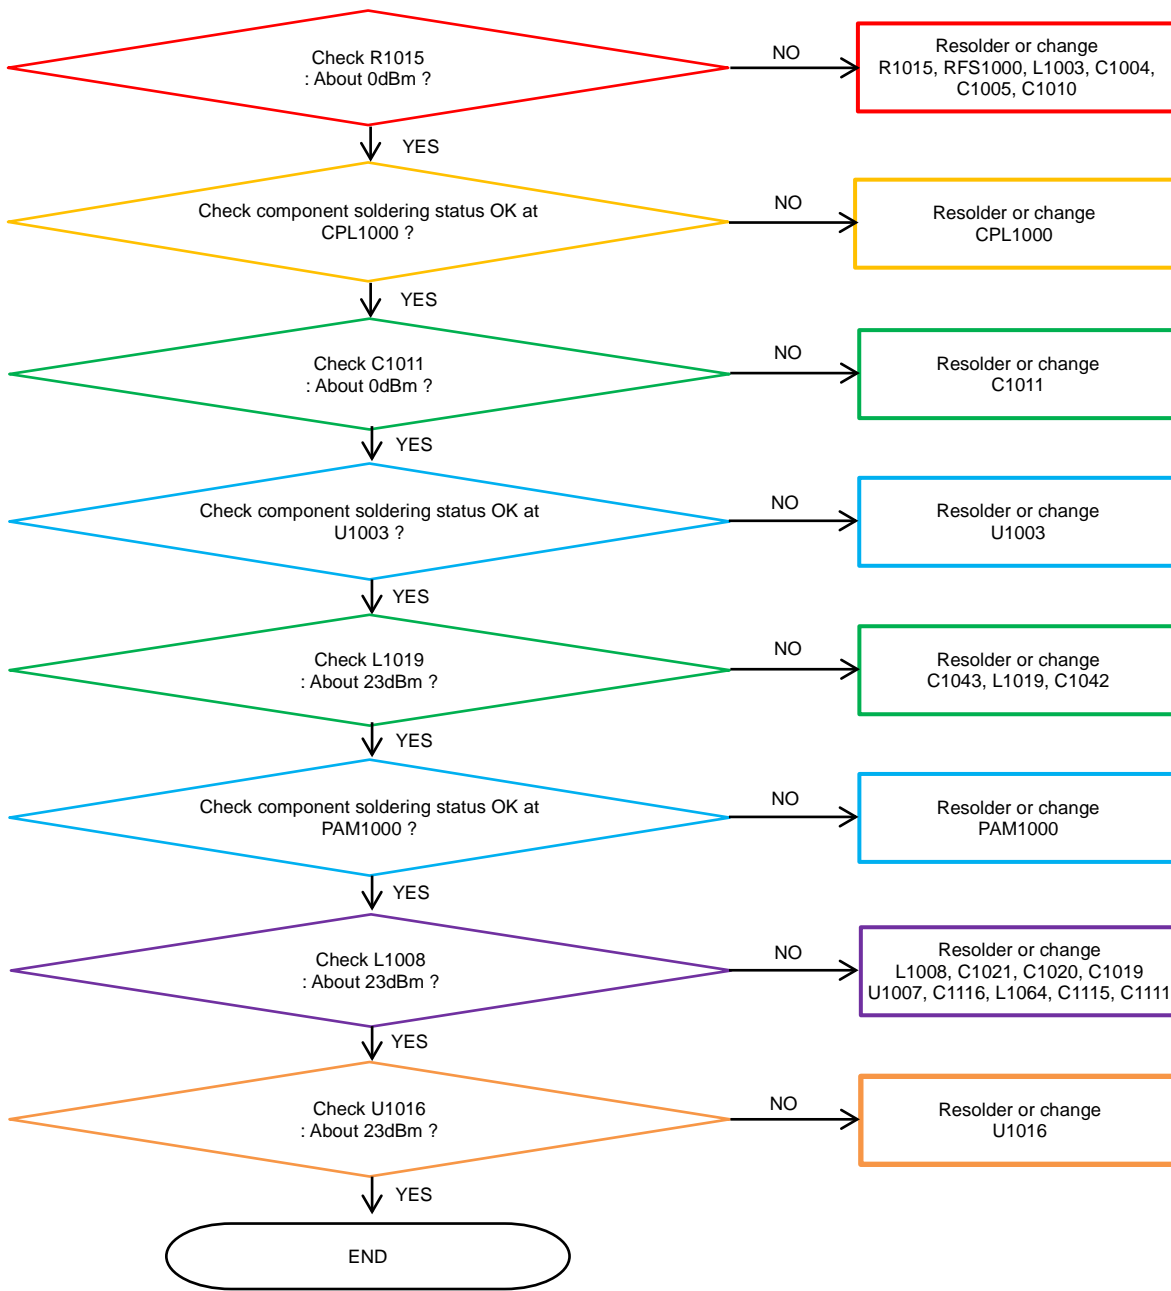 Check R1015
: About 0dBm ?
NO
Resolder or change
R1015, RFS1000, L1003, C1004,
C1005, C1010
YES
Check component soldering status OK at
CPL1000 ?
NO
Resolder or change
CPL1000
YES
Check C1011
: About 0dBm ?
NO
Resolder or change
C1011
YES
Check component soldering status OK at
U1003 ?
NO
Resolder or change
U1003
YES
Check L1019
: About 23dBm ?
NO
Resolder or change
C1043, L1019, C1042
YES
Check component soldering status OK at
PAM1000 ?
NO
Resolder or change
PAM1000
YES
Check L1008
: About 23dBm ?
NO
Resolder or change
L1008, C1021, C1020, C1019
U1007, C1116, L1064, C1115, C1111
YES
Check U1016
: About 23dBm ?
NO
Resolder or change
U1016
YES
END